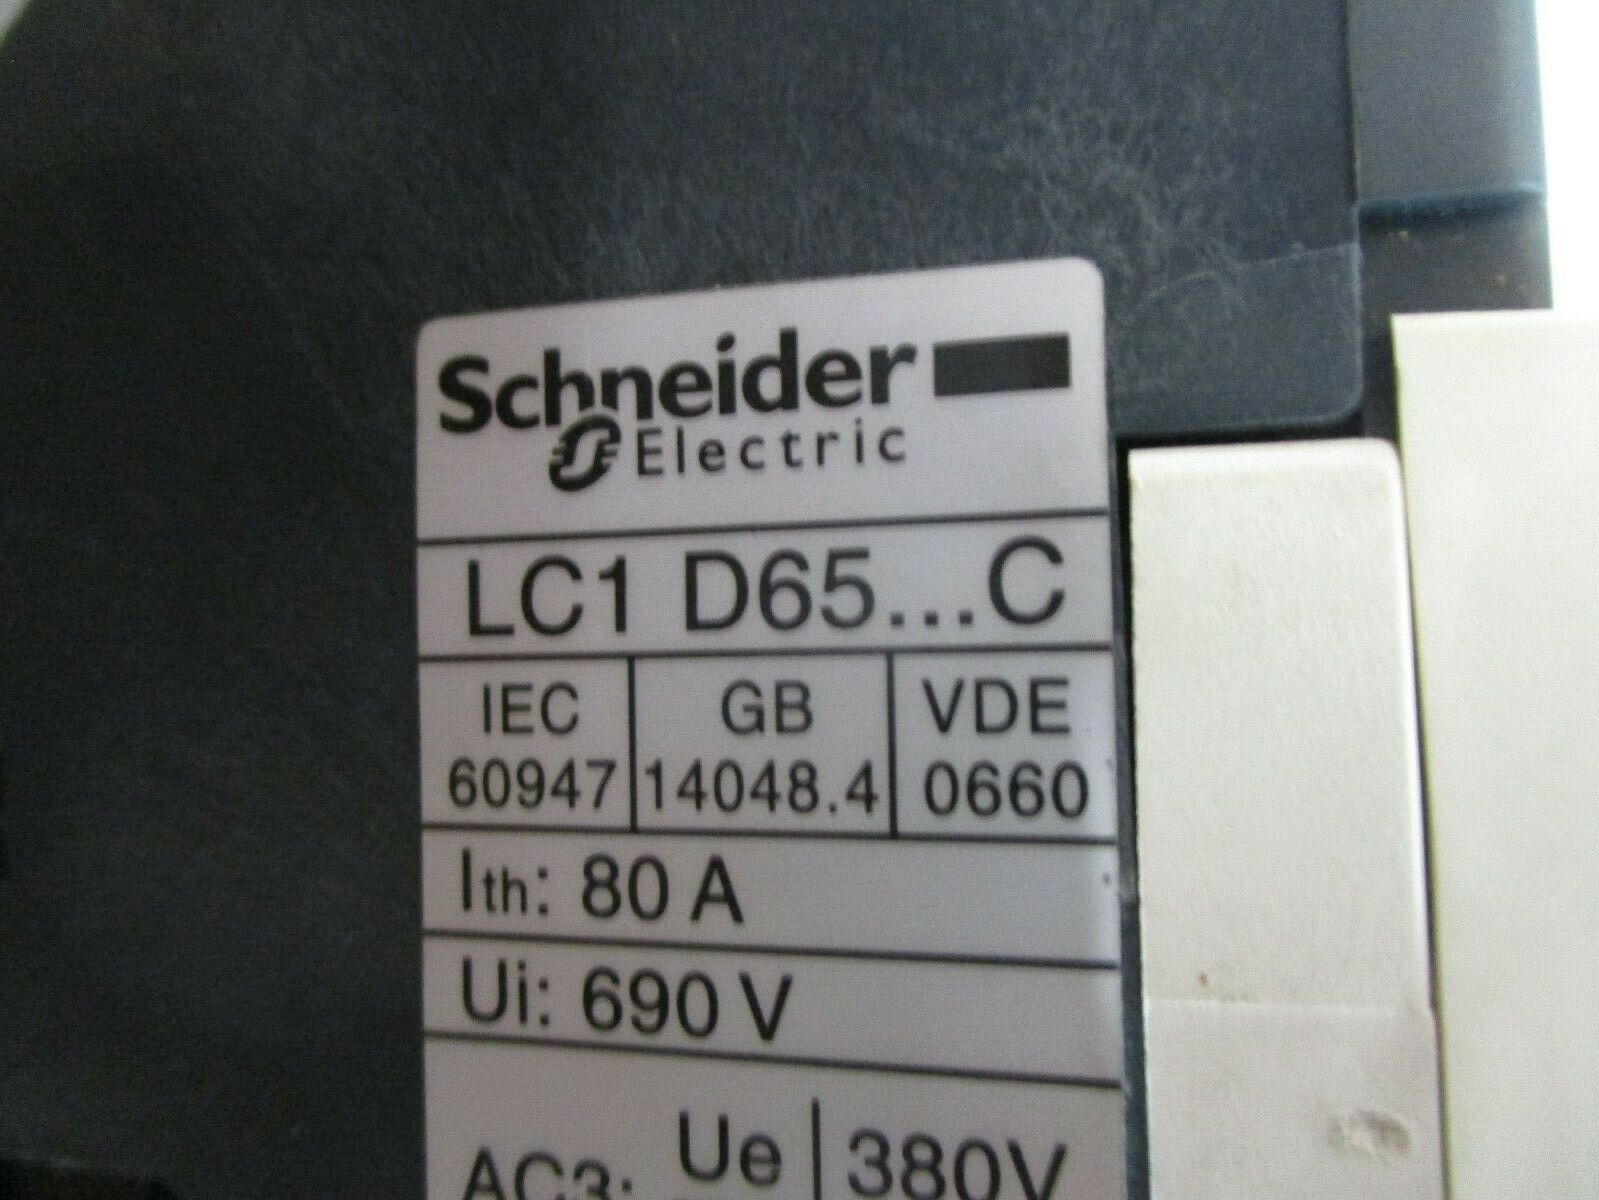 Schneider
Electric
LC1 D65...C
IEC GB VDE
60947 14048.4 0660
Ith: 80 A
Ui: 690 V
AC3: Ue 380V